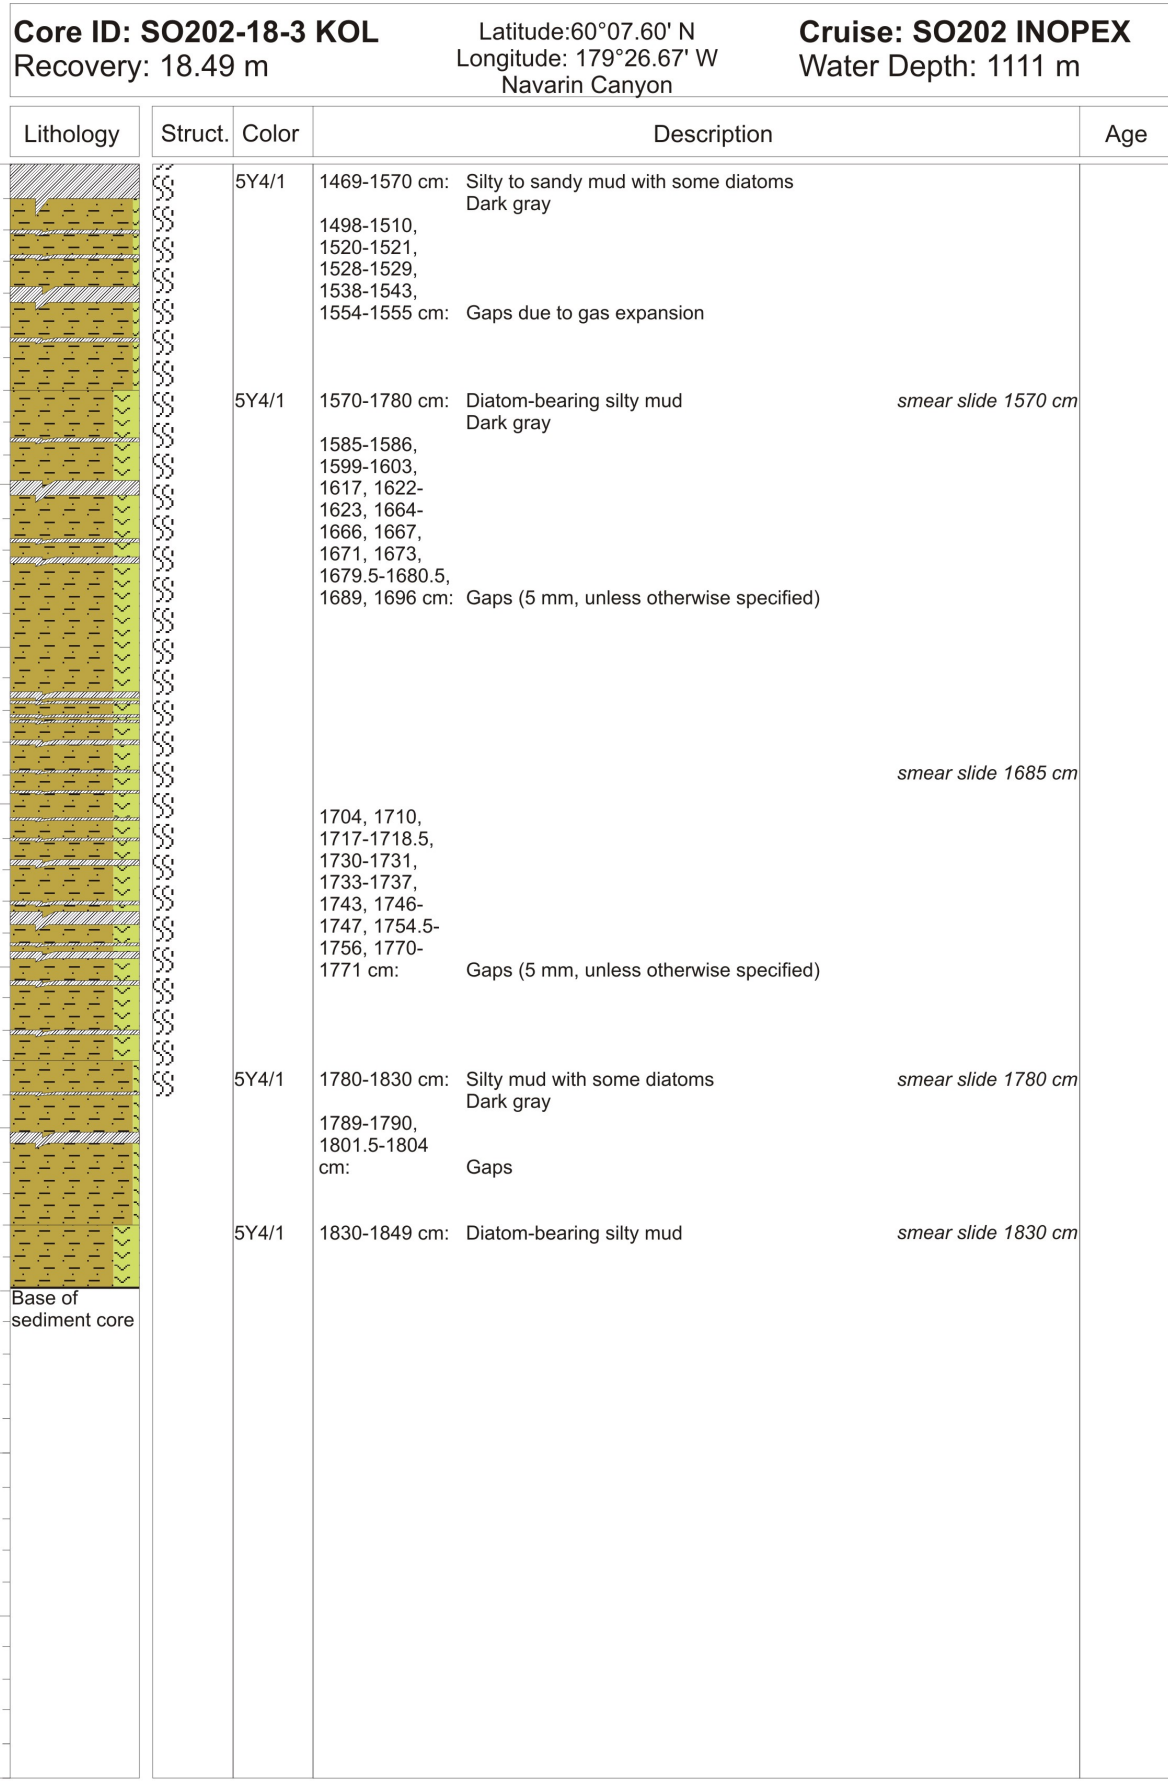 Core ID: SO202-18-3 KOL
Recovery: 18.49 m
Latitude:60°07.60' N
Longitude: 179°26.67' W
Navarin Canyon
Cruise: SO202 INOPEX
Water Depth: 1111 m
Lithology Struct. Color Description Age
5Y4/1 1469-1570 cm: Silty to sandy mud with some diatoms
Dark gray
1498-1510,
1520-1521,
1528-1529,
1538-1543,
1554-1555 cm: Gaps due to gas expansion
5Y4/1 1570-1780 cm: Diatom-bearing silty mud smear slide 1570 cm
Dark gray
1585-1586,
1599-1603,
1617, 1622-
1623, 1664-
1666, 1667,
1671, 1673,
1679.5-1680.5,
1689, 1696 cm: Gaps (5 mm, unless otherwise specified)
smear slide 1685 cm
1704, 1710,
1717-1718.5,
1730-1731,
1733-1737,
1743, 1746-
1747, 1754.5-
1756, 1770-
1771 cm: Gaps (5 mm, unless otherwise specified)
5Y4/1 1780-1830 cm: Silty mud with some diatoms smear slide 1780 cm
Dark gray
1789-1790,
1801.5-1804
cm: Gaps
5Y4/1 1830-1849 cm: Diatom-bearing silty mud smear slide 1830 cm
Base of
sediment core